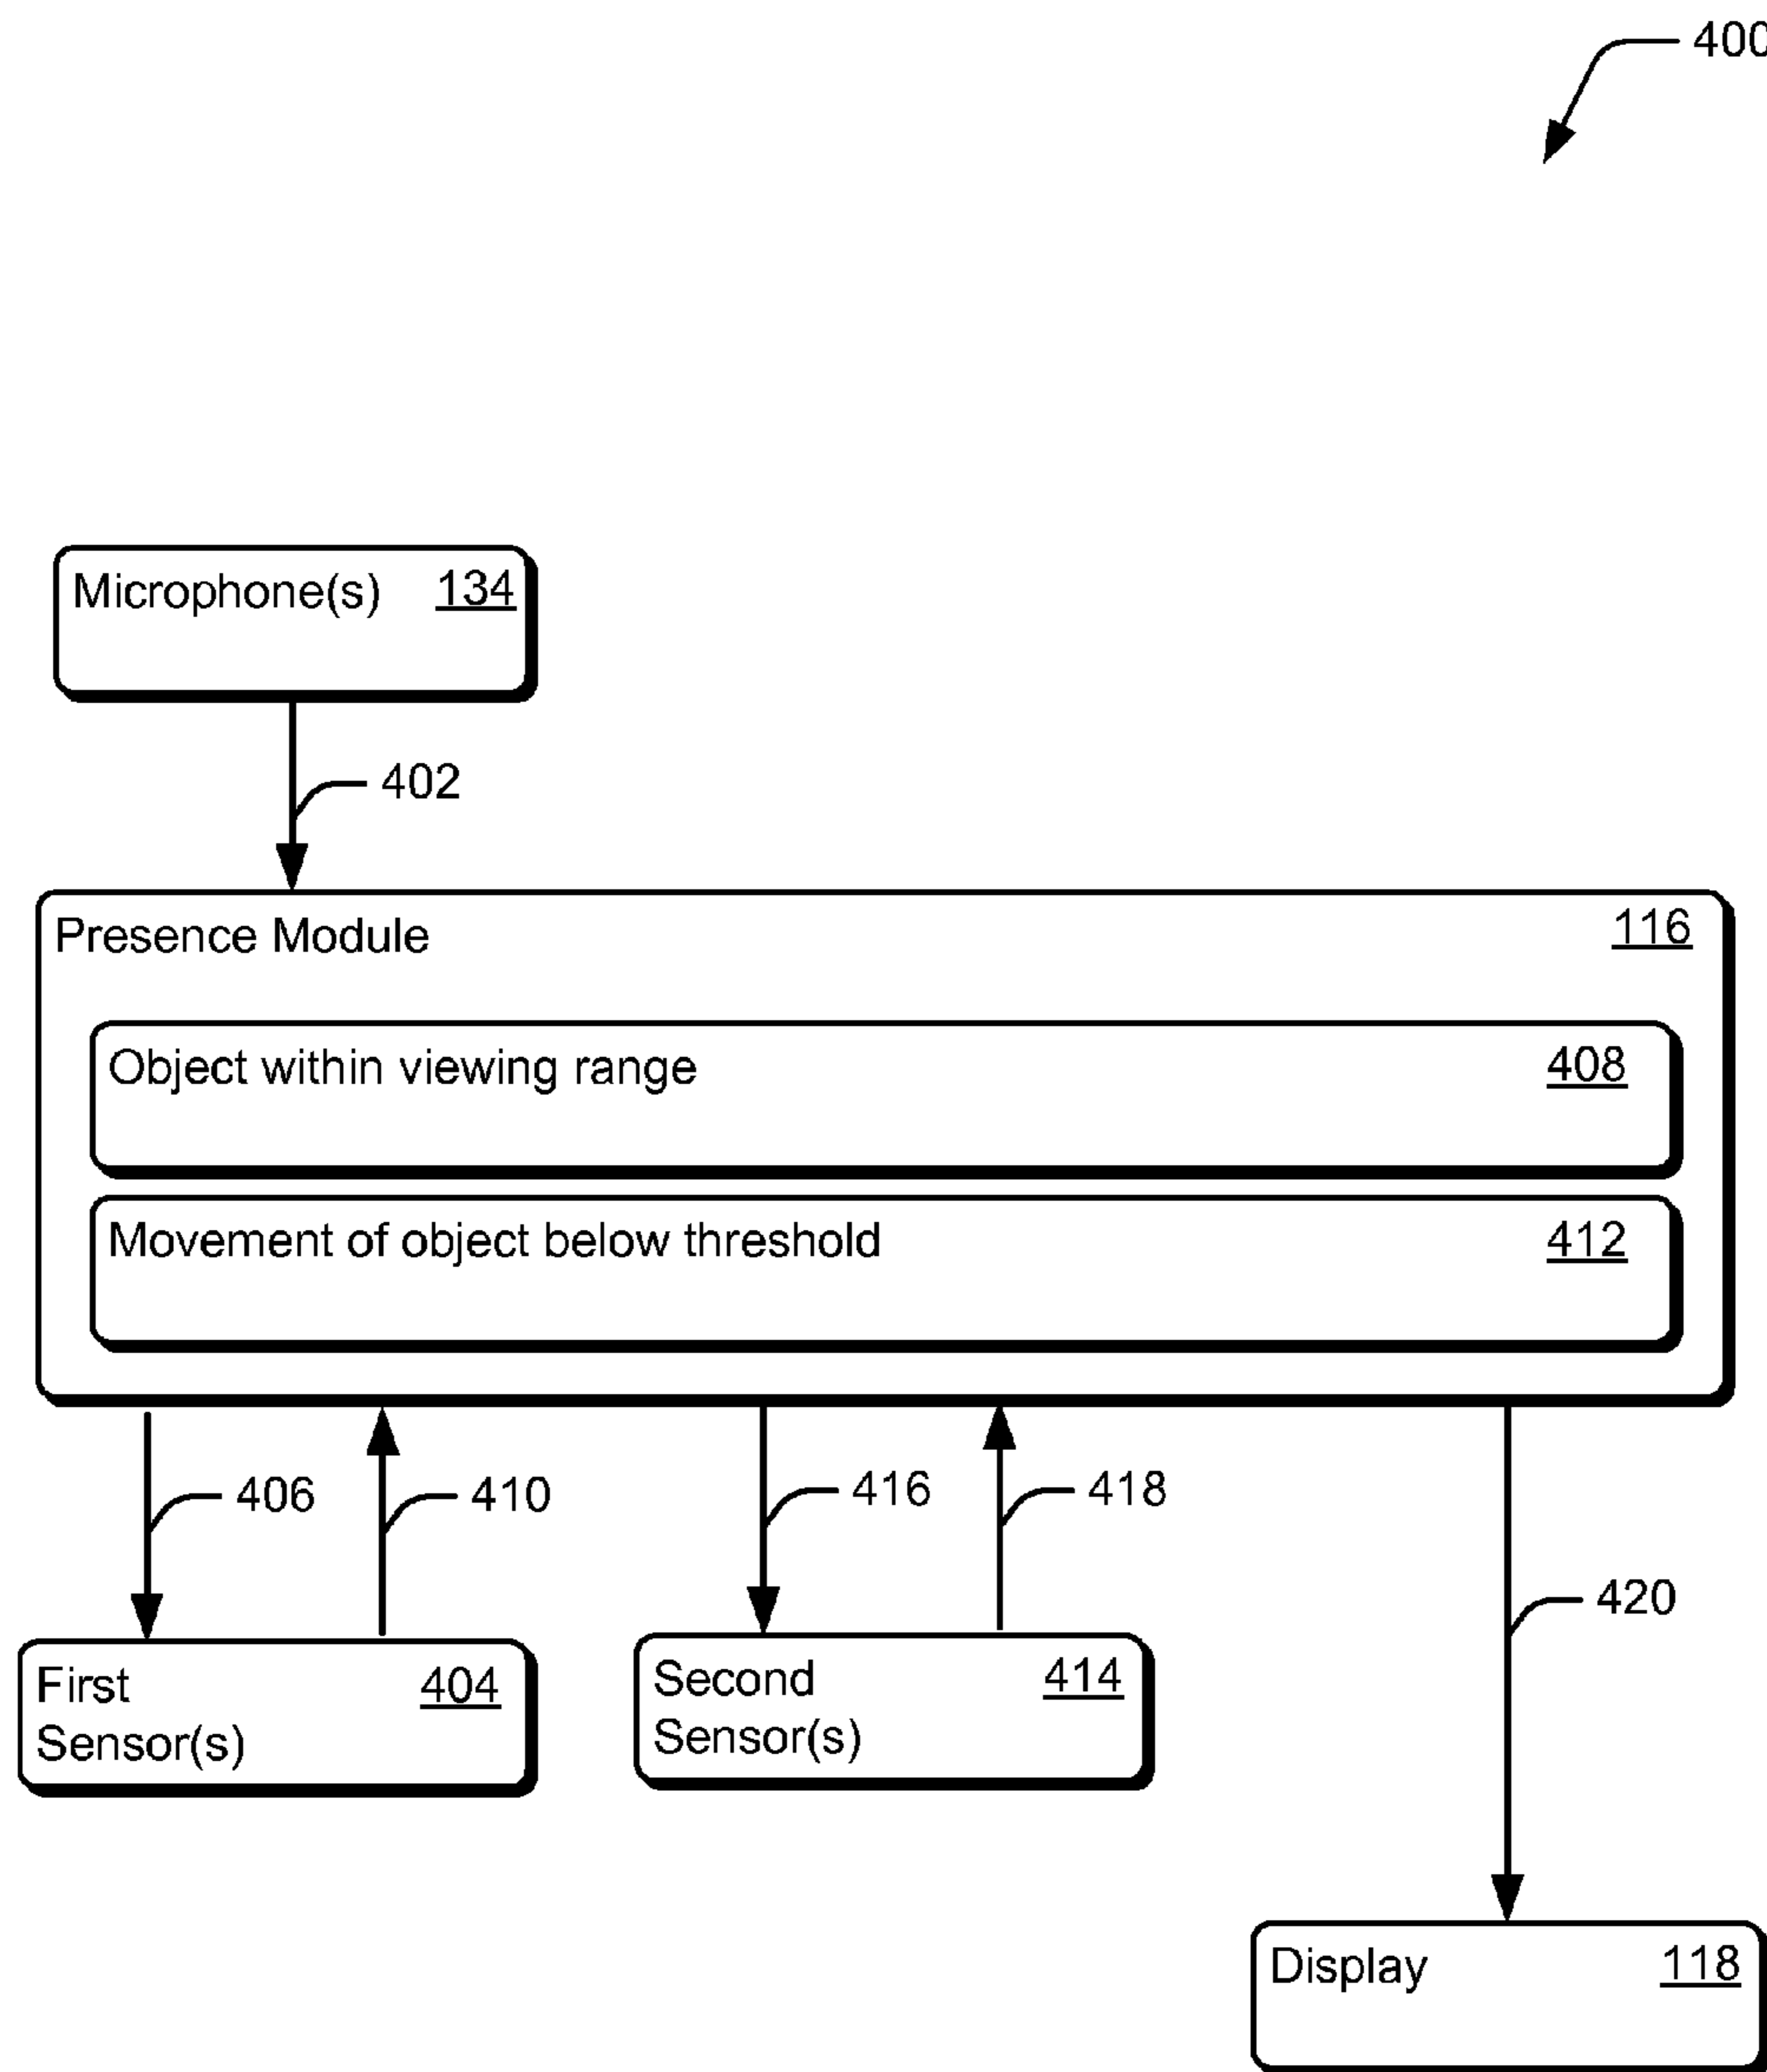 400
Microphone(s) 134
402
Presence Module 116
Object within viewing range 408
Movement of object below threshold 412
406 410 416 418
420
First 404
Sensor(s)
Second 414
Sensor(s)
Display 118